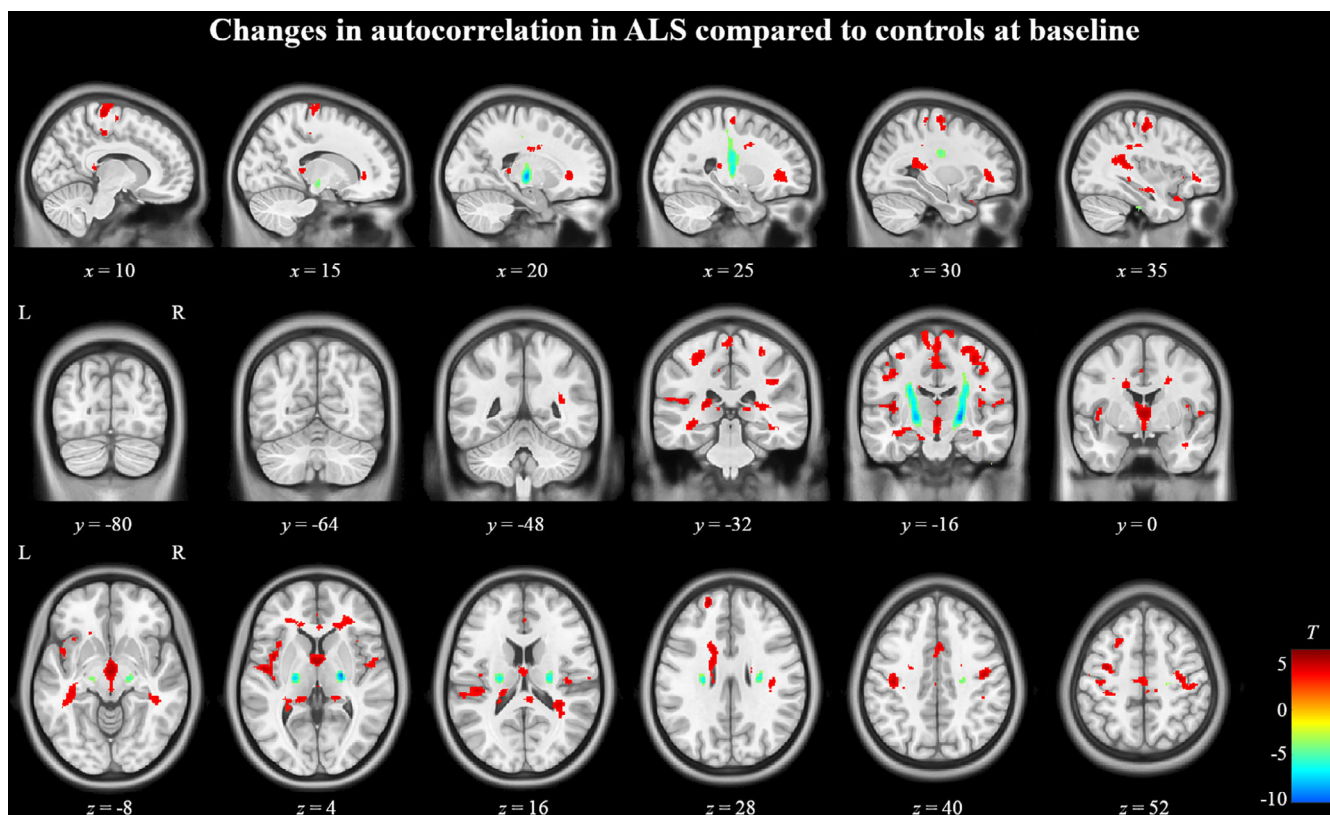 Changes in autocorrelation in ALS compared to controls at baseline
x = 10 x = 15 x = 20 x = 25 x = 30 x = 35
L R
y = -80 y = -64 y = -48 y = -32 y = -16 y = 0
L R
T
5
0
-5
-10
z = -8 z = 4 z = 16 z = 28 z = 40 z = 52